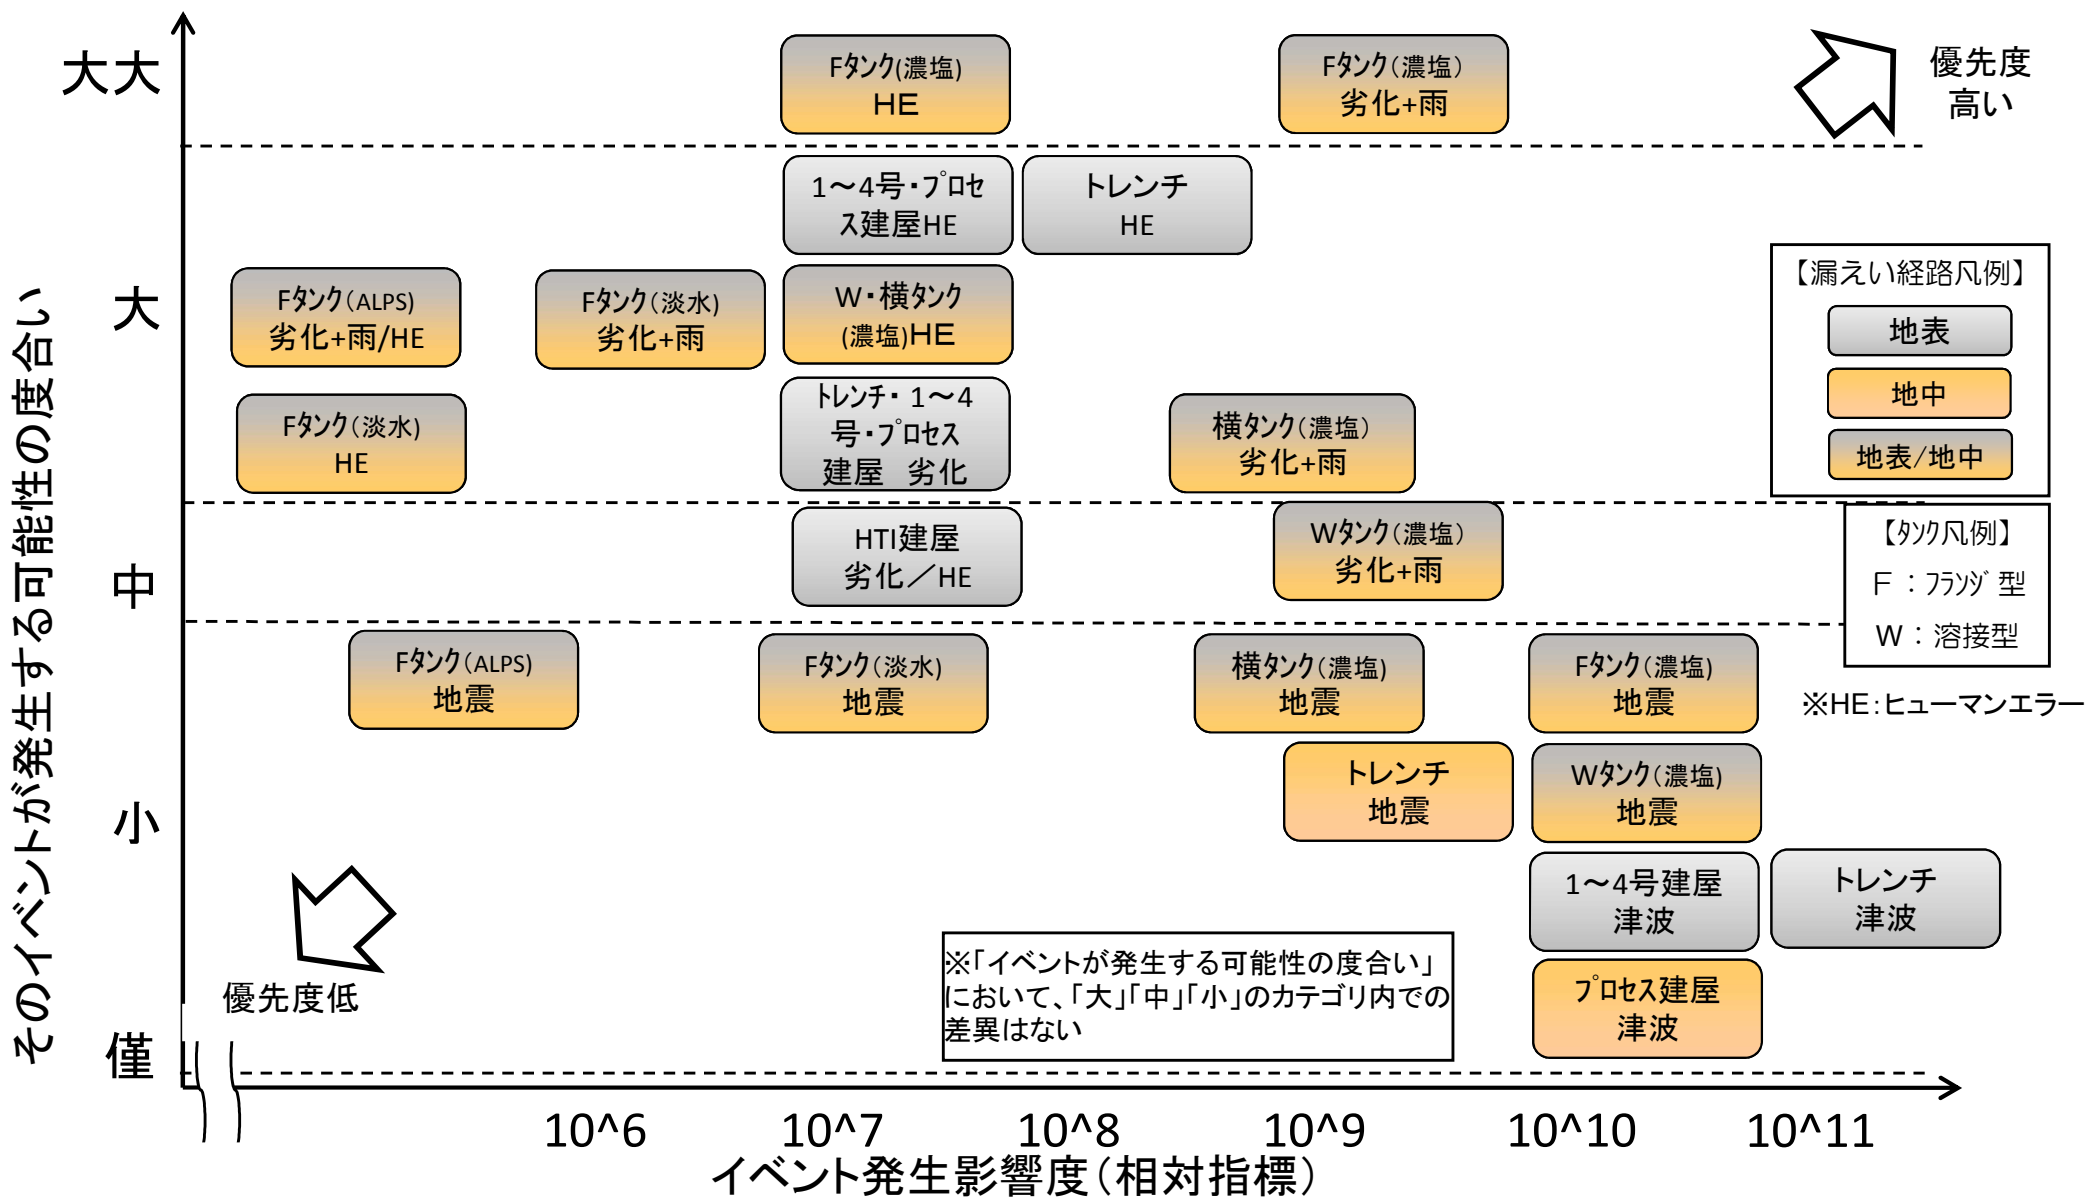 そのイベントが発生する可能性の度合い
大大
Fﾀﾝｸ(濃塩)
HE
Fﾀﾝｸ(濃塩)
劣化+雨
優先度
高い
大
1～4号・ﾌﾟﾛｾ
ｽ建屋HE
トレンチ
HE
Fﾀﾝｸ(ALPS)
劣化+雨/HE
Fﾀﾝｸ(淡水)
劣化+雨
W・横ﾀﾝｸ
(濃塩)HE
Fﾀﾝｸ(淡水)
HE
ﾄﾚﾝﾁ・ 1～4
号・ﾌﾟﾛｾｽ
建屋 劣化
横ﾀﾝｸ(濃塩)
劣化+雨
【漏えい経路凡例】
地表
地中
地表/地中
中
HTI建屋
劣化／HE
Wﾀﾝｸ(濃塩)
劣化+雨
【ﾀﾝｸ凡例】
F：ﾌﾗﾝｼﾞ型
W：溶接型
※HE：ヒューマンエラー
小
Fﾀﾝｸ(ALPS)
地震
Fﾀﾝｸ(淡水)
地震
横ﾀﾝｸ(濃塩)
地震
Fﾀﾝｸ(濃塩)
地震
トレンチ
地震
Wﾀﾝｸ(濃塩)
地震
1～4号建屋
津波
トレンチ
津波
ﾌﾟﾛｾｽ建屋
津波
優先度低
※「イベントが発生する可能性の度合い」
において、「大」「中」「小」のカテゴリ内での
差異はない
僅
10^6 10^7 10^8 10^9 10^10 10^11
イベント発生影響度（相対指標）